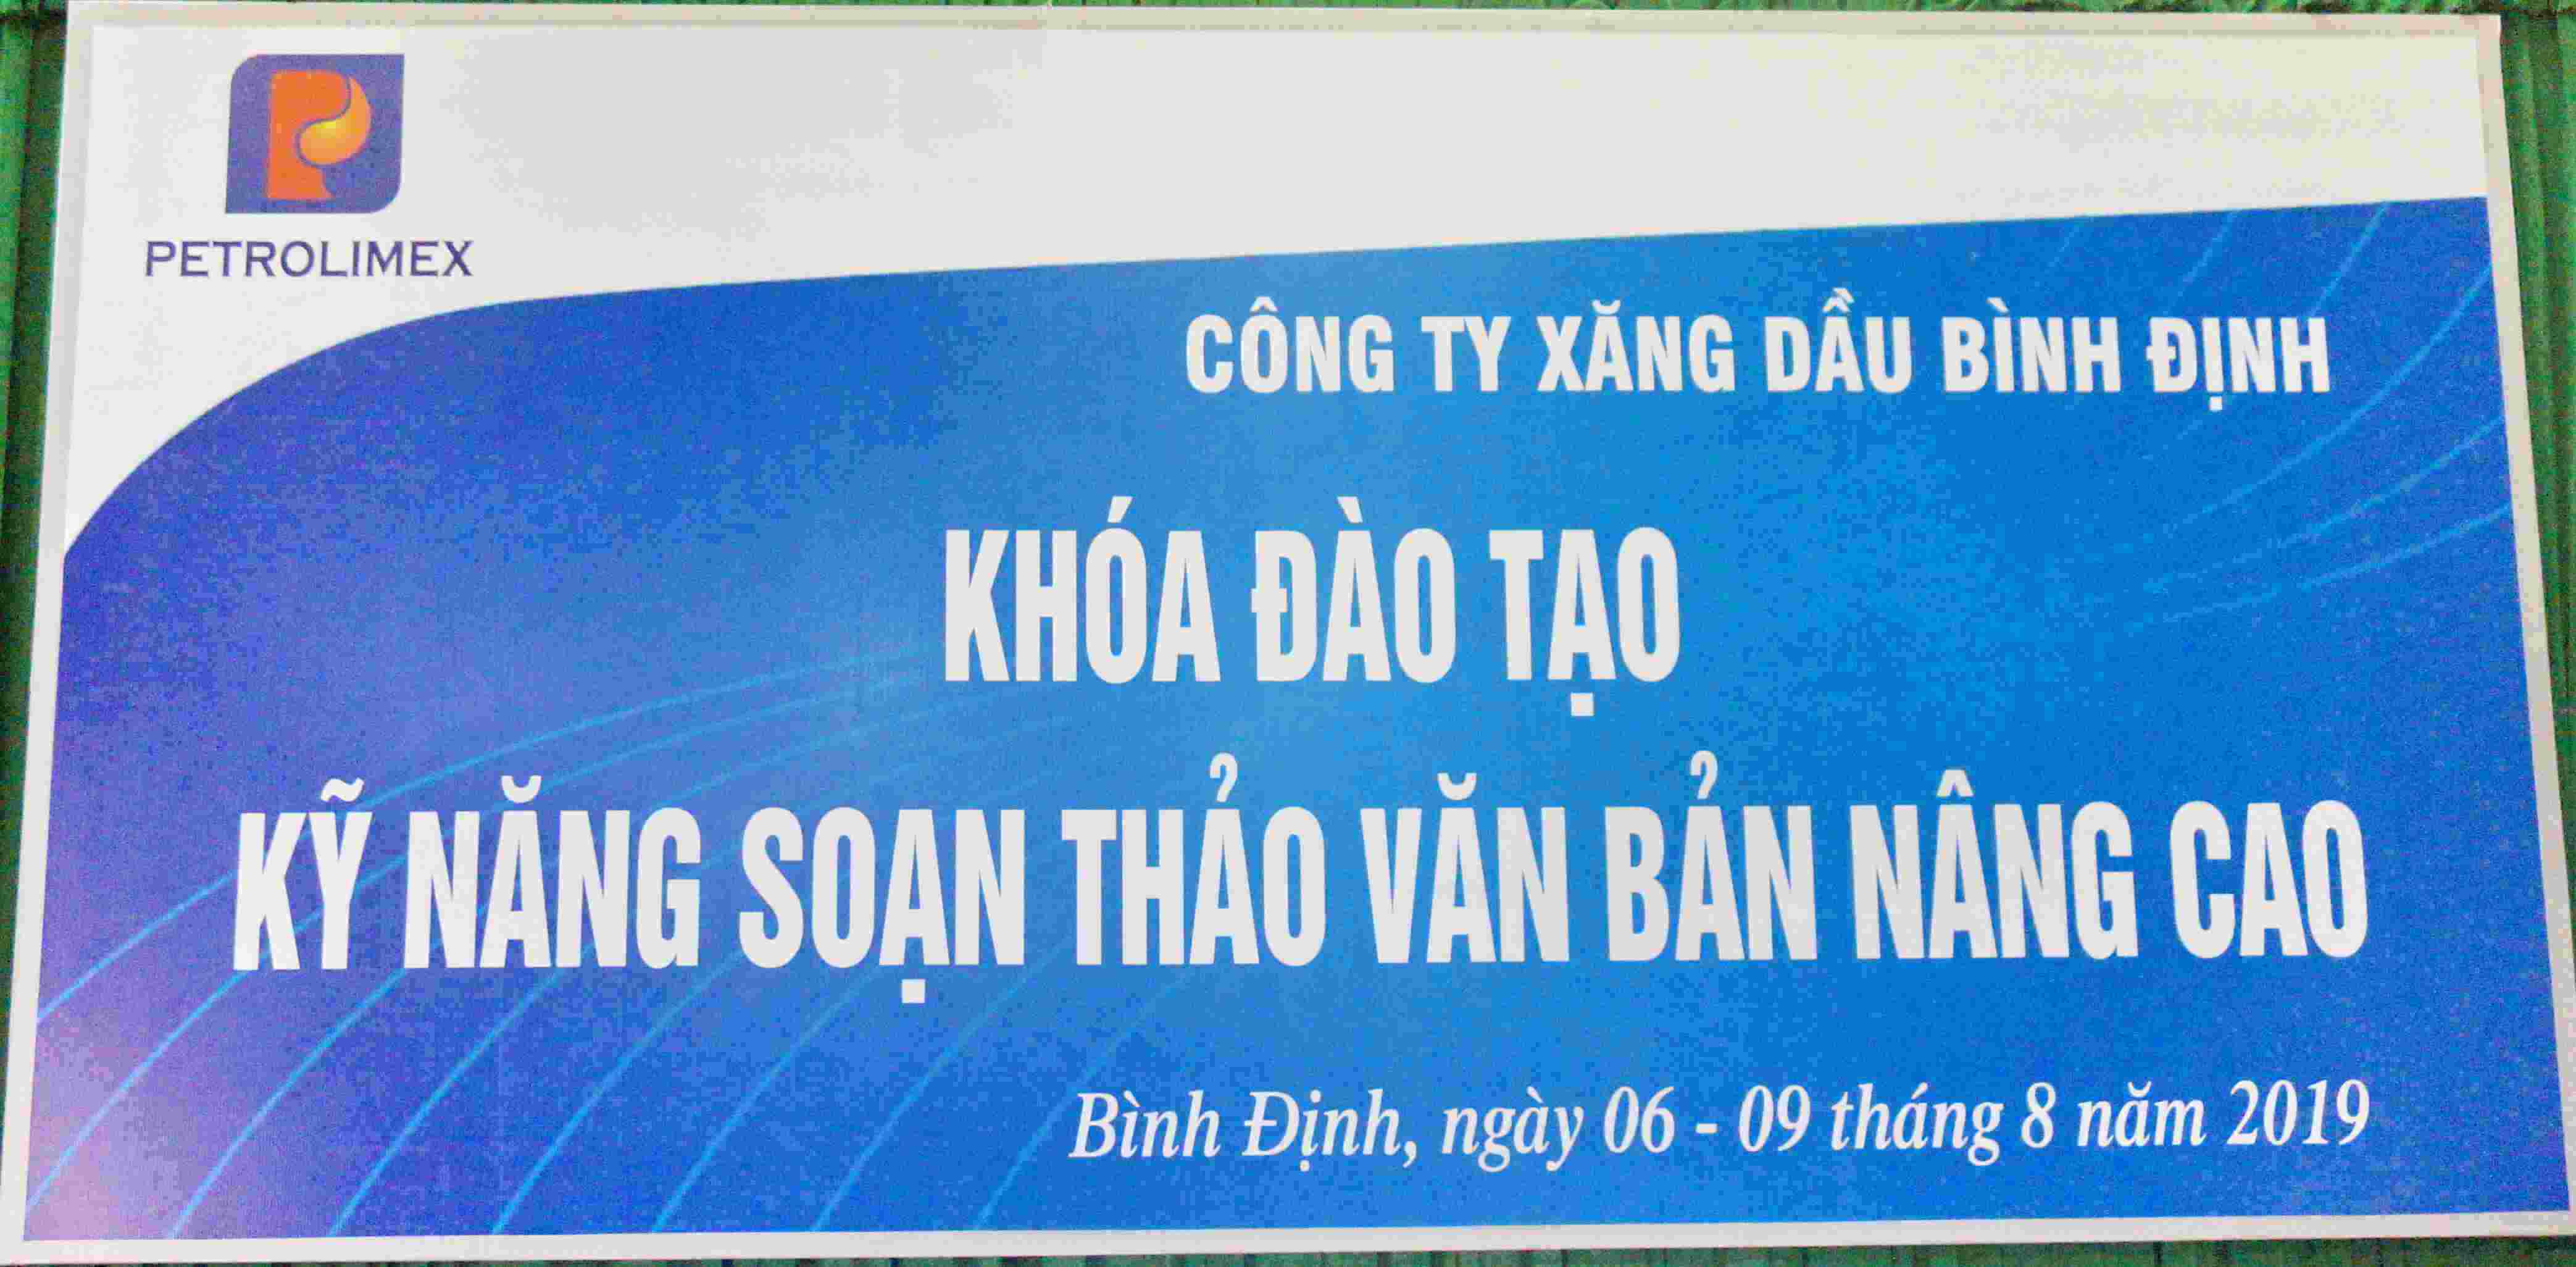 PETROLIMEX
CÔNG TY XĂNG DẦU BÌNH ĐỊNH
KHÓA ĐÀO TẠO
KỸ NĂNG SOẠN THẢO VĂN BẢN NÂNG CAO
Bình Định, ngày 06 - 09 tháng 8 năm 2019